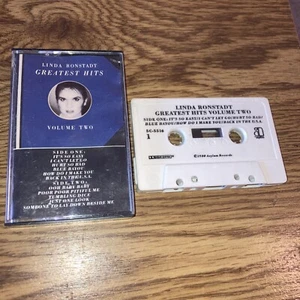 LINDA RONSTADT
GREATEST HITS
VOLUME TWO
SIDE ONE:
IT'S SO EASY
I CAN'T LET GO
HURT SO BAD
BLUE BAYOU
HOW DO I MAKE YOU
BACK IN THE U.S.A.
SIDE TWO:
OOH BABY BABY
POOR POOR PITIFUL ME
TUMBLING DICE
JUST ONE LOOK
SOMEONE TO LAY DOWN BESIDE ME
LINDA RONSTADT
GREATEST HITS VOLUME TWO
SIDE ONE: IT'S SO EASY/I CAN'T LET GO/HURT SO BAD/
BLUE BAYOU/HOW DO I MAKE YOU/BACK IN THE U.S.A.
1
Asylum Records